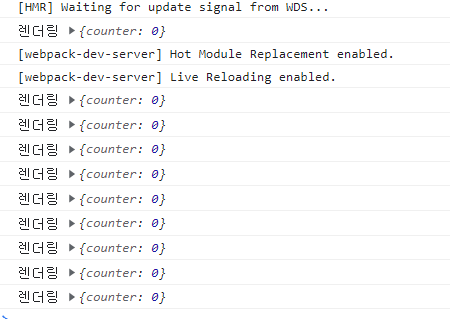 [HMR] Waiting for update signal from WDS...
렌더링 ▶{counter: 0}
[webpack-dev-server] Hot Module Replacement enabled.
[webpack-dev-server] Live Reloading enabled.
렌더링 ▶{counter: 0}
렌더링 ▶{counter: 0}
렌더링 ▶{counter: 0}
렌더링 ▶{counter: 0}
렌더링 ▶{counter: 0}
렌더링 ▶{counter: 0}
렌더링 ▶{counter: 0}
렌더링 ▶{counter: 0}
렌더링 ▶{counter: 0}